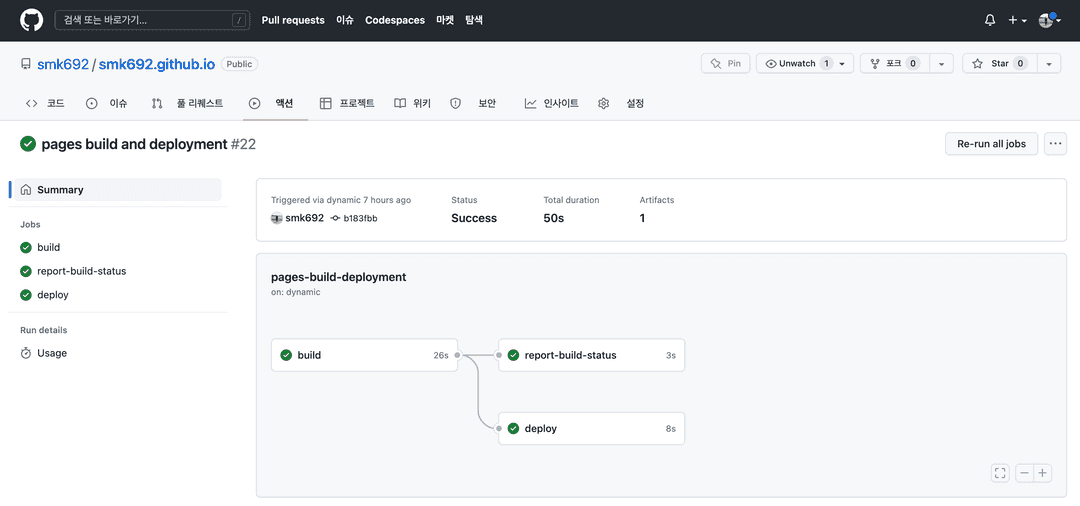 검색 또는 바로가기... / Pull requests 이슈 Codespaces 마켓 탐색
smk692 / smk692.github.io Public Pin Unwatch 1 포크 0 Star 0
코드 이슈 풀 리퀘스트 액션 프로젝트 위키 보안 인사이트 설정
pages build and deployment #22 Re-run all jobs
Summary
Jobs
build
report-build-status
deploy
Run details
Usage
Triggered via dynamic 7 hours ago Status Total duration Artifacts
smk692 b183fbb Success 50s 1
pages-build-deployment
on: dynamic
build 26s report-build-status 3s
deploy 8s